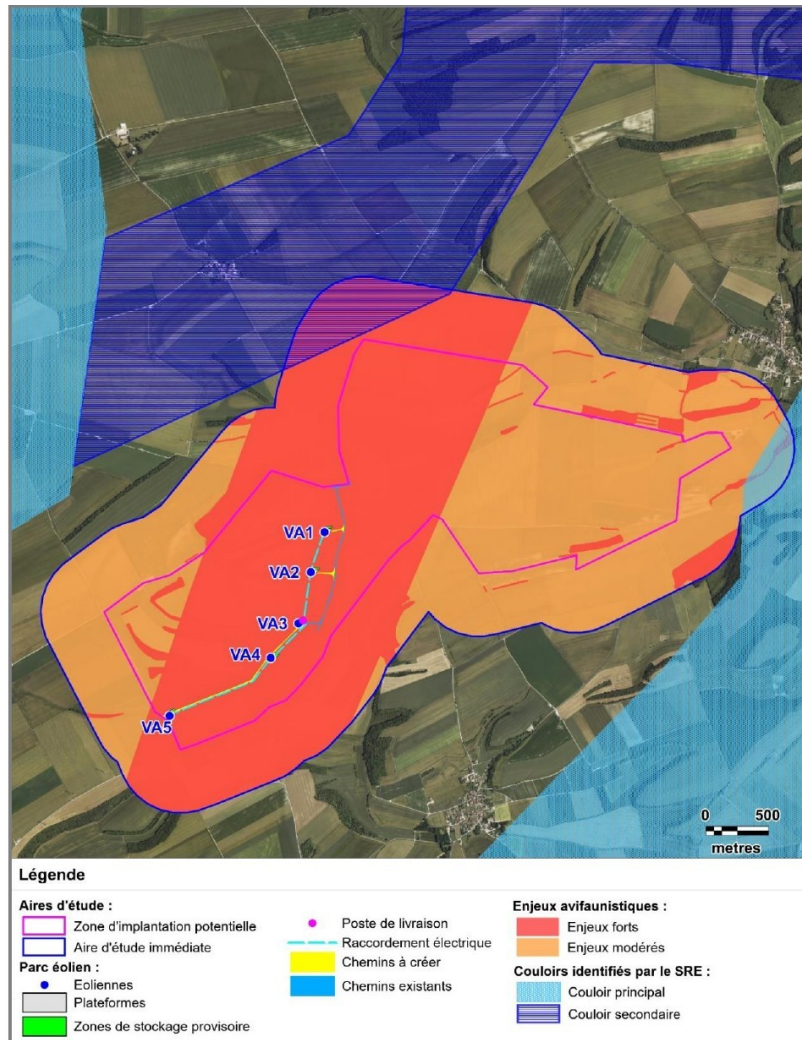 VA1
VA2
VA3
VA4
VA5
0 500
metres
Légende
Aires d'étude :
Zone d'implantation potentielle
Aire d'étude immédiate
Parc éolien :
Eoliennes
Plateformes
Zones de stockage provisoire
Poste de livraison
Raccordement électrique
Chemins à créer
Chemins existants
Enjeux avifaunistiques :
Enjeux forts
Enjeux modérés
Couloirs identifiés par le SRE :
Couloir principal
Couloir secondaire